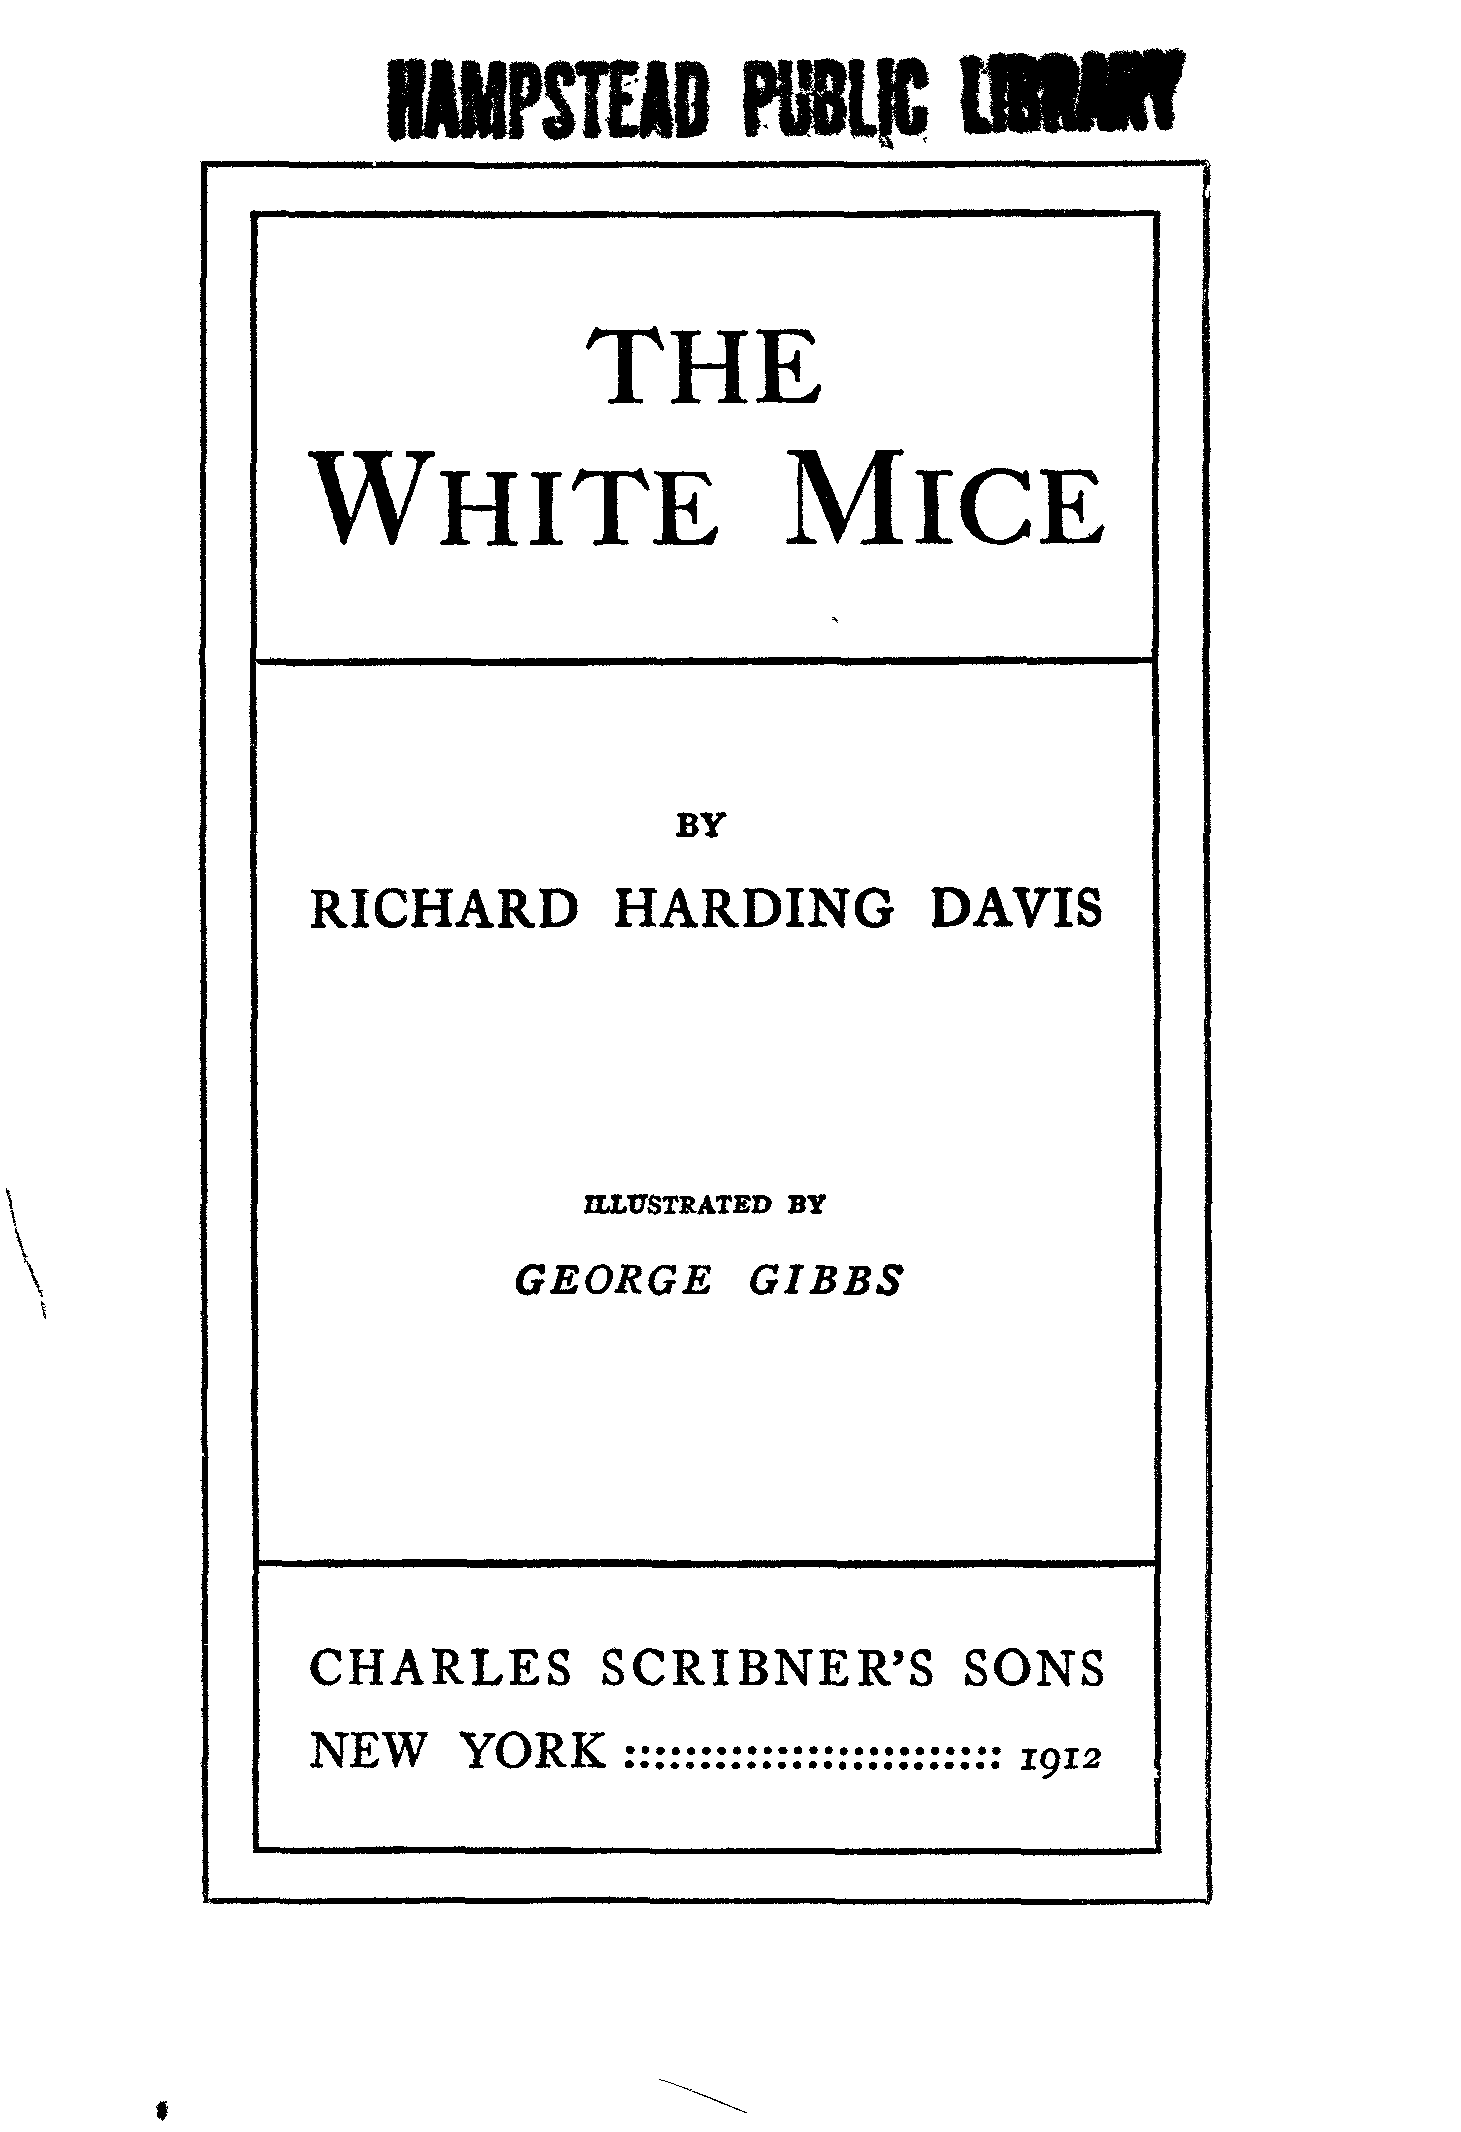 HAMPSTEAD PUBLIC LIBRARY
THE
WHITE MICE
BY
RICHARD HARDING DAVIS
ILLUSTRATED BY
GEORGE GIBBS
CHARLES SCRIBNER'S SONS
NEW YORK ::::::::::::::::::::::::: 1912